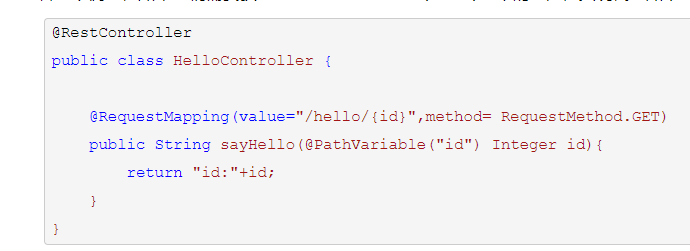 @RestController
public class HelloController {
@RequestMapping(value="/hello/{id}",method= RequestMethod.GET)
public String sayHello(@PathVariable("id") Integer id){
return "id:"+id;
}
}